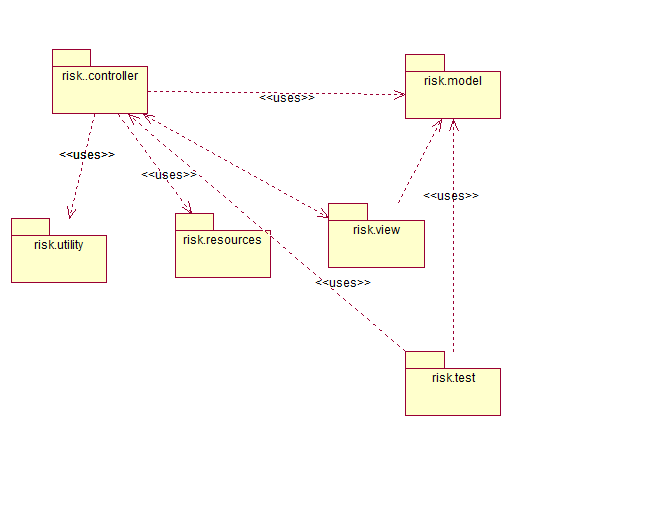 risk..controller
risk.model
<<uses>>
<<uses>>
<<uses>>
<<uses>>
risk.view
risk.utility
risk.resources
<<uses>>
risk.test